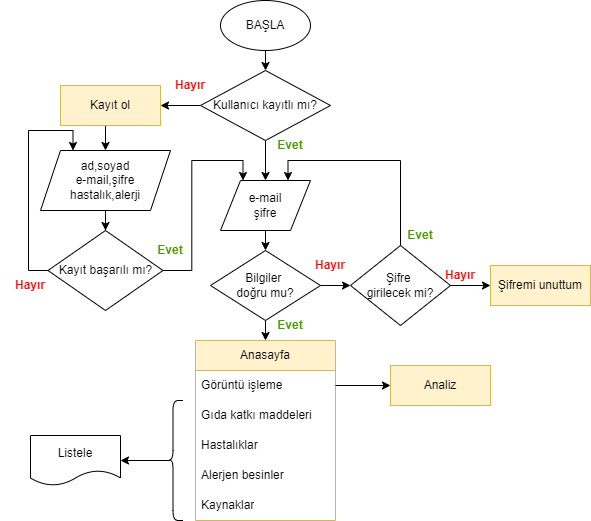 BAŞLA
Hayır
Kayıt ol
Kullanıcı kayıtlı mı?
Evet
ad,soyad
e-mail,şifre
hastalık,alerji
e-mail
şifre
Evet
Evet
Kayıt başarılı mı?
Hayır
Bilgiler
doğru mu?
Hayır
Şifre
girilecek mi?
Hayır
Şifremi unuttum
Evet
Anasayfa
Görüntü işleme
Analiz
Gıda katkı maddeleri
Hastalıklar
Listele
Alerjen besinler
Kaynaklar